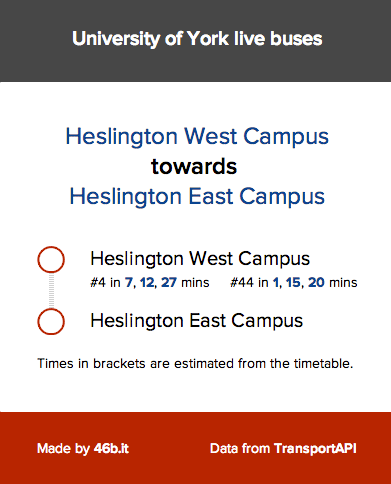 University of York live buses
Heslington West Campus
towards
Heslington East Campus
Heslington West Campus
#4 in 7, 12, 27 mins #44 in 1, 15, 20 mins
Heslington East Campus
Times in brackets are estimated from the timetable.
Made by 46b.it Data from TransportAPI